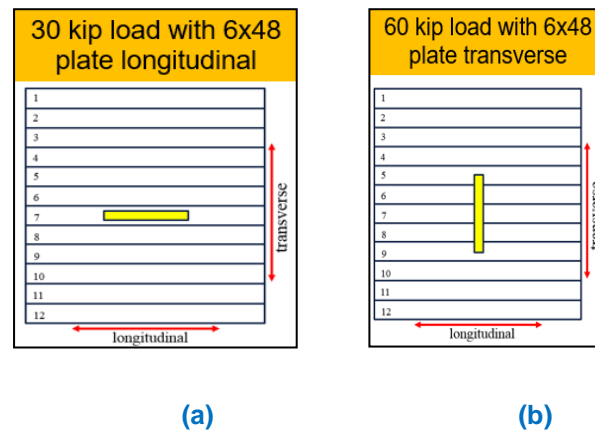 30 kip load with 6x48
plate longitudinal
1
2
3
4
5
6
7
8
9
10
11
12
transverse
longitudinal
(a)
60 kip load with 6x48
plate transverse
1
2
3
4
5
6
7
8
9
10
11
12
transverse
longitudinal
(b)